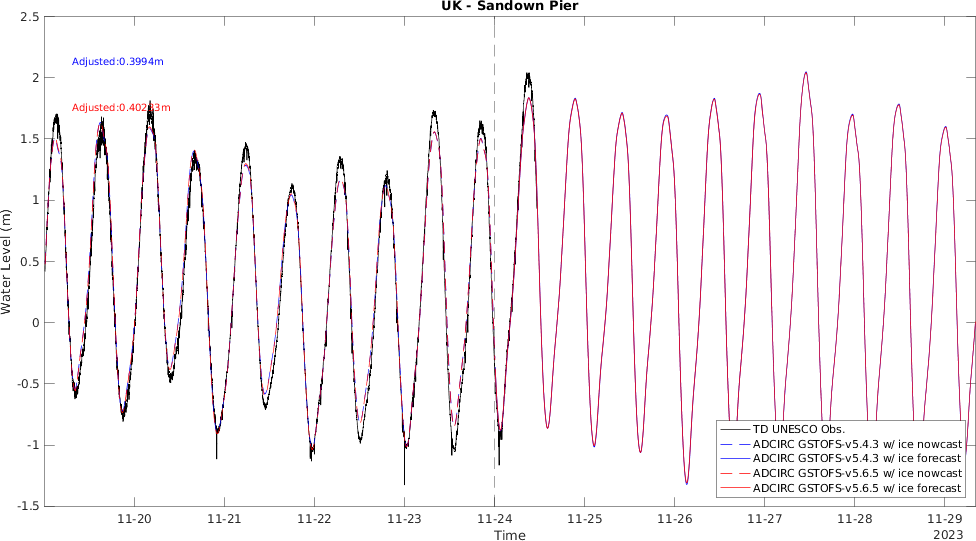 UK - Sandown Pier
2.5
2
1.5
1
0.5
0
-0.5
-1
-1.5
Water Level (m)
Adjusted:0.3994m
TD UNESCO Obs.
ADCIRC GSTOFS-v5.4.3 w/ ice nowcast
ADCIRC GSTOFS-v5.4.3 w/ ice forecast
ADCIRC GSTOFS-v5.6.5 w/ ice nowcast
ADCIRC GSTOFS-v5.6.5 w/ ice forecast
11-20 11-21 11-22 11-23 11-24 11-25 11-26 11-27 11-28 11-29
Time
2023